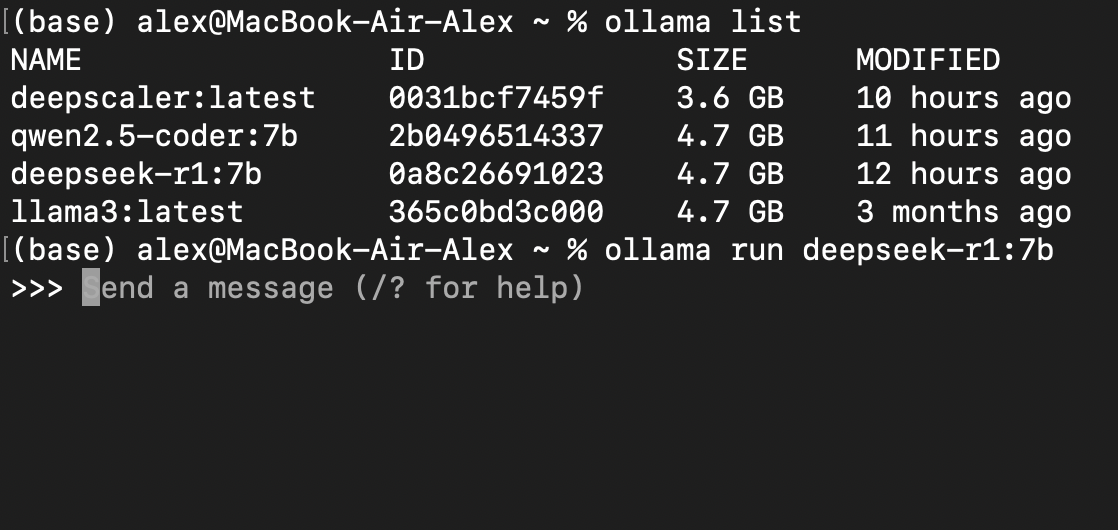 [(base) alex@MacBook-Air-Alex ~ % ollama list
NAME ID SIZE MODIFIED
deepscaler:latest 0031bcf7459f 3.6 GB 10 hours ago
qwen2.5-coder:7b 2b0496514337 4.7 GB 11 hours ago
deepseek-r1:7b 0a8c26691023 4.7 GB 12 hours ago
llama3:latest 365c0bd3c000 4.7 GB 3 months ago
[(base) alex@MacBook-Air-Alex ~ % ollama run deepseek-r1:7b
>>> Send a message (/? for help)